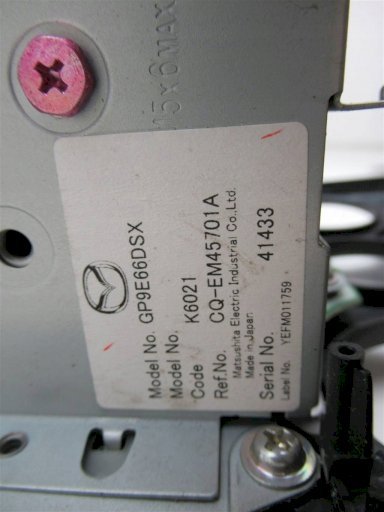 5x6MAX
Model No. GP9E66DSX
Model No.
Code K6021
Ref.No. CQ-EM45701A
Matsushita Electric Industrial Co.,Ltd.
Made in Japan
Serial No. 41433
Label No. YEFM011759